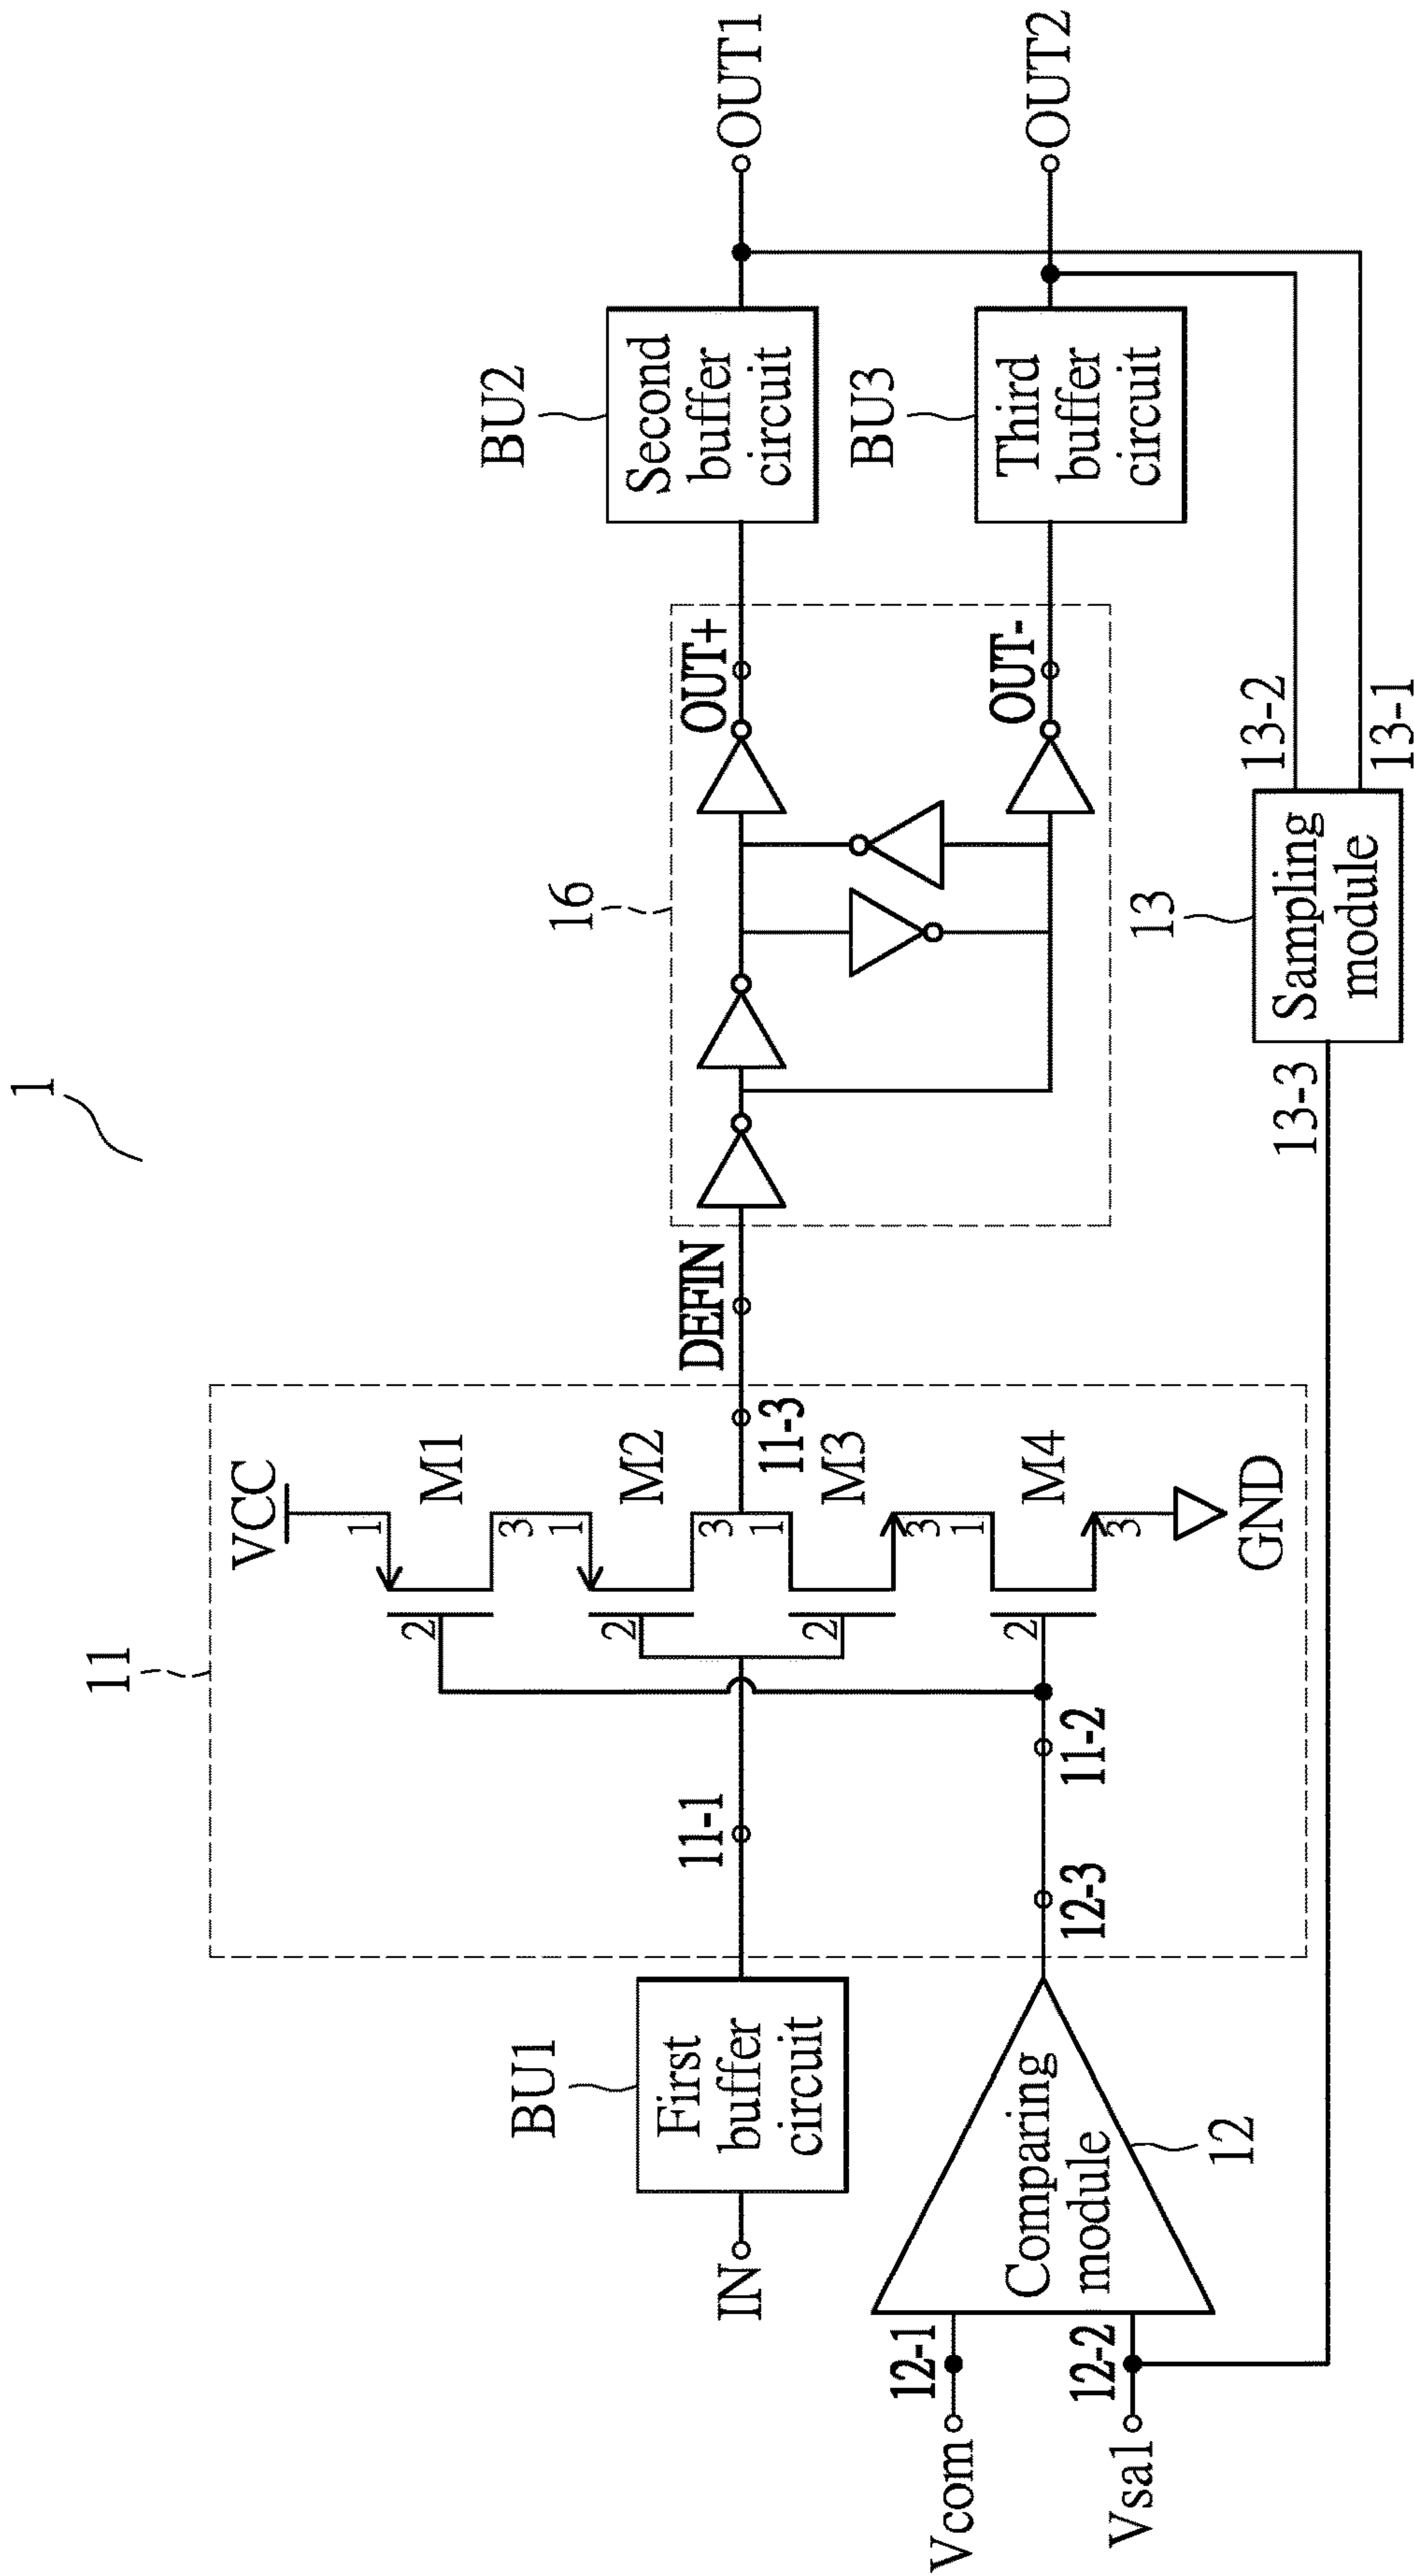 1
11
VCC
1
M1
2
3
1
M2
2
3
11-3
1
M3
2
3
1
M4
2
3
GND
11-1
11-2
12-3
BU1
First
buffer
circuit
IN
Comparing
module
12
12-1
12-2
Vcom
Vsal
DEFIN
16
OUT+
OUT-
BU2
Second
buffer
circuit
BU3
Third
buffer
circuit
OUT1
OUT2
13
Sampling
module
13-2
13-1
13-3